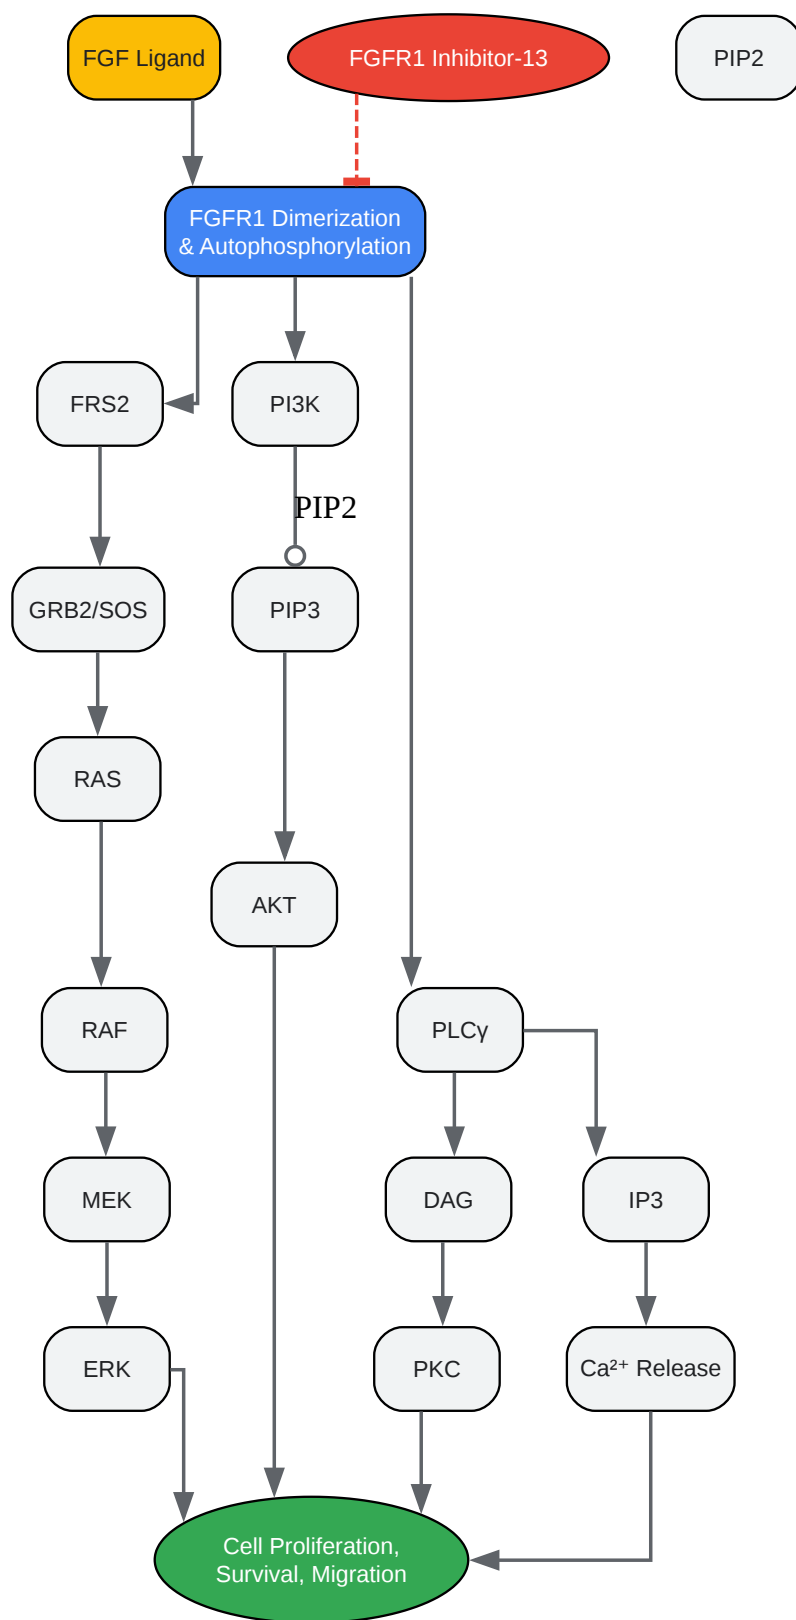 FGF Ligand
FGFR1 Inhibitor-13
PIP2
FGFR1 Dimerization
& Autophosphorylation
FRS2
PI3K
PIP2
GRB2/SOS
PIP3
RAS
AKT
RAF
PLCγ
MEK
DAG
IP3
ERK
PKC
Ca²⁺ Release
Cell Proliferation,
Survival, Migration